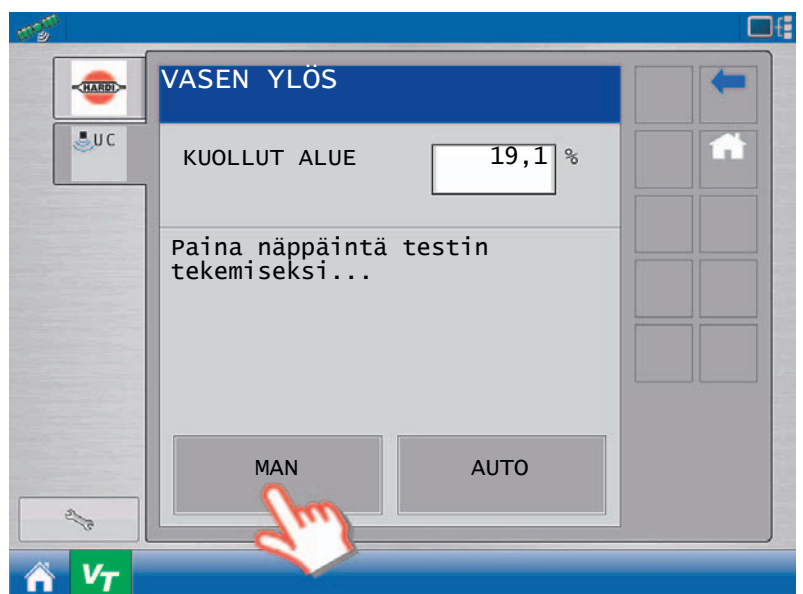 HARDI
VASEN YLÖS
UC
KUOLLUT ALUE 19,1 %
Paina näppäintä testin
tekemiseksi...
MAN AUTO
VT